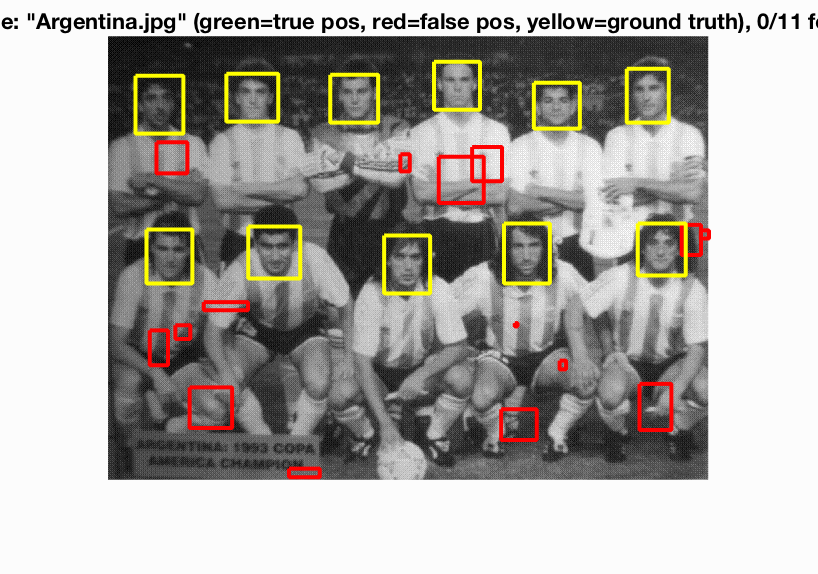 e: "Argentina.jpg" (green=true pos, red=false pos, yellow=ground truth), 0/11 f
ARGENTINA: 1993 COPA
AMERICA CHAMPION